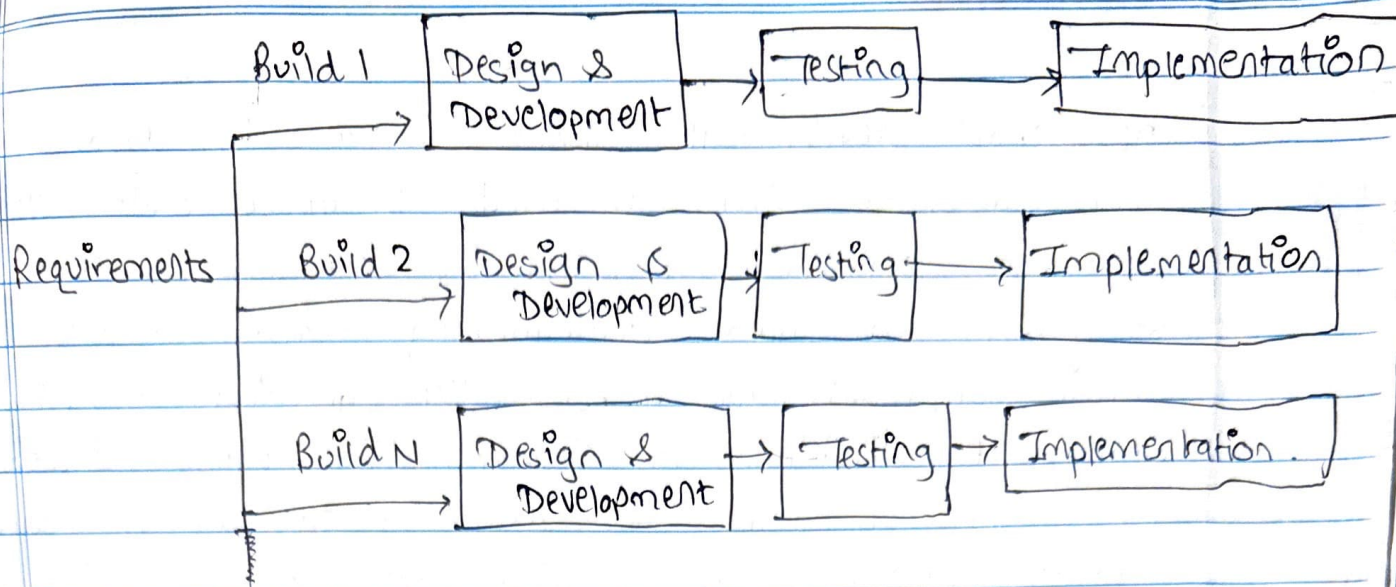 Build 1
Design &
Development
Testing
Implementation
Requirements
Build 2
Design &
Development
Testing
Implementation
Build N
Design &
Development
Testing
Implementation.